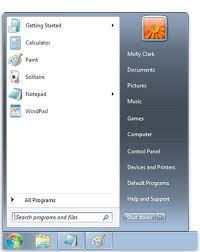 Getting Started
Calculator
Paint
Solitaire
Notepad
WordPad
All Programs
Search programs and files
Molly Clark
Documents
Pictures
Music
Games
Computer
Control Panel
Devices and Printers
Default Programs
Help and Support
Shut down